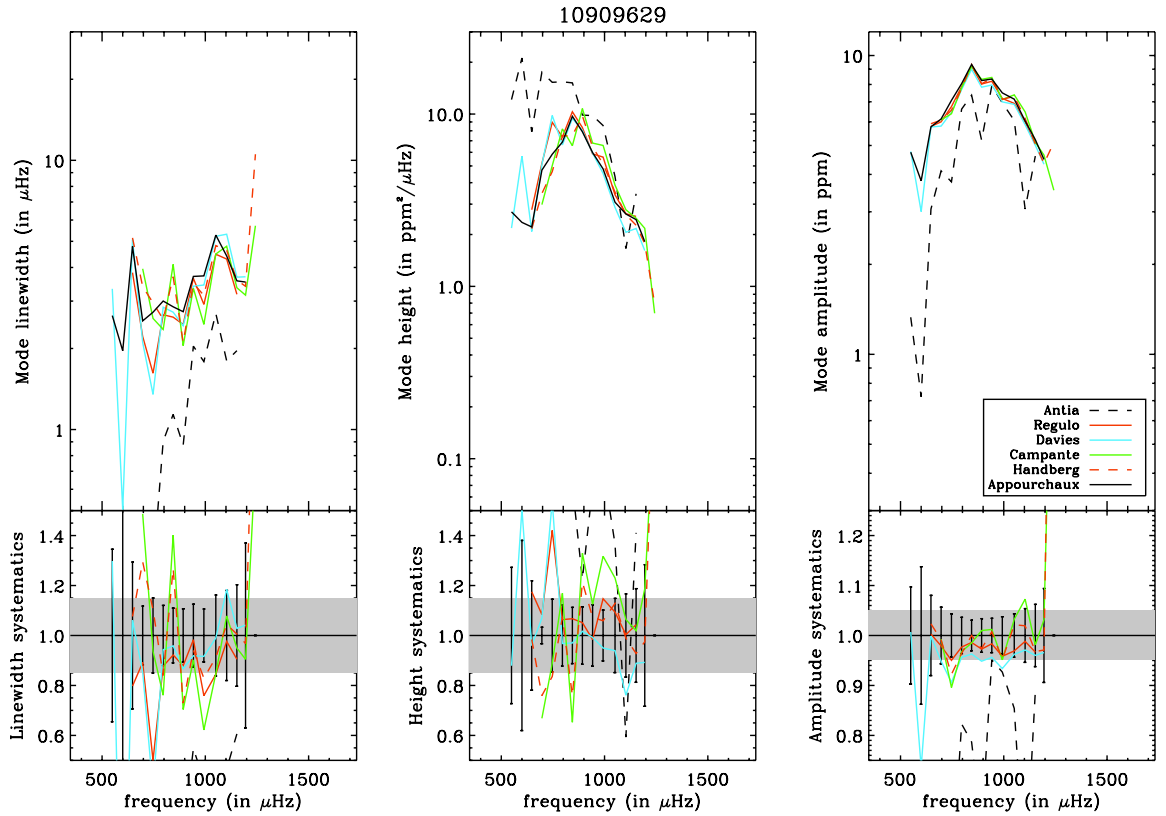 10909629
Mode linewidth (in μHz)
10
1
Mode height (in ppm²/μHz)
10.0
1.0
0.1
Mode amplitude (in ppm)
10
1
Antia
Regulo
Davies
Campante
Handberg
Appourchaux
Linewidth systematics
1.4
1.2
1.0
0.8
0.6
500 1000 1500
frequency (in μHz)
Height systematics
1.4
1.2
1.0
0.8
0.6
500 1000 1500
frequency (in μHz)
Amplitude systematics
1.2
1.1
1.0
0.9
0.8
500 1000 1500
frequency (in μHz)